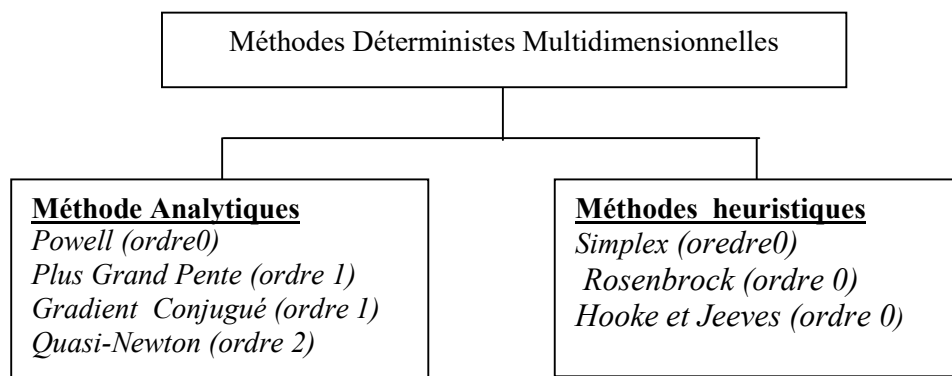 Méthodes Déterministes Multidimensionnelles
Méthode Analytiques
Powell (ordre0)
Plus Grand Pente (ordre 1)
Gradient Conjugué (ordre 1)
Quasi-Newton (ordre 2)
Méthodes heuristiques
Simplex (oredre0)
Rosenbrock (ordre 0)
Hooke et Jeeves (ordre 0)